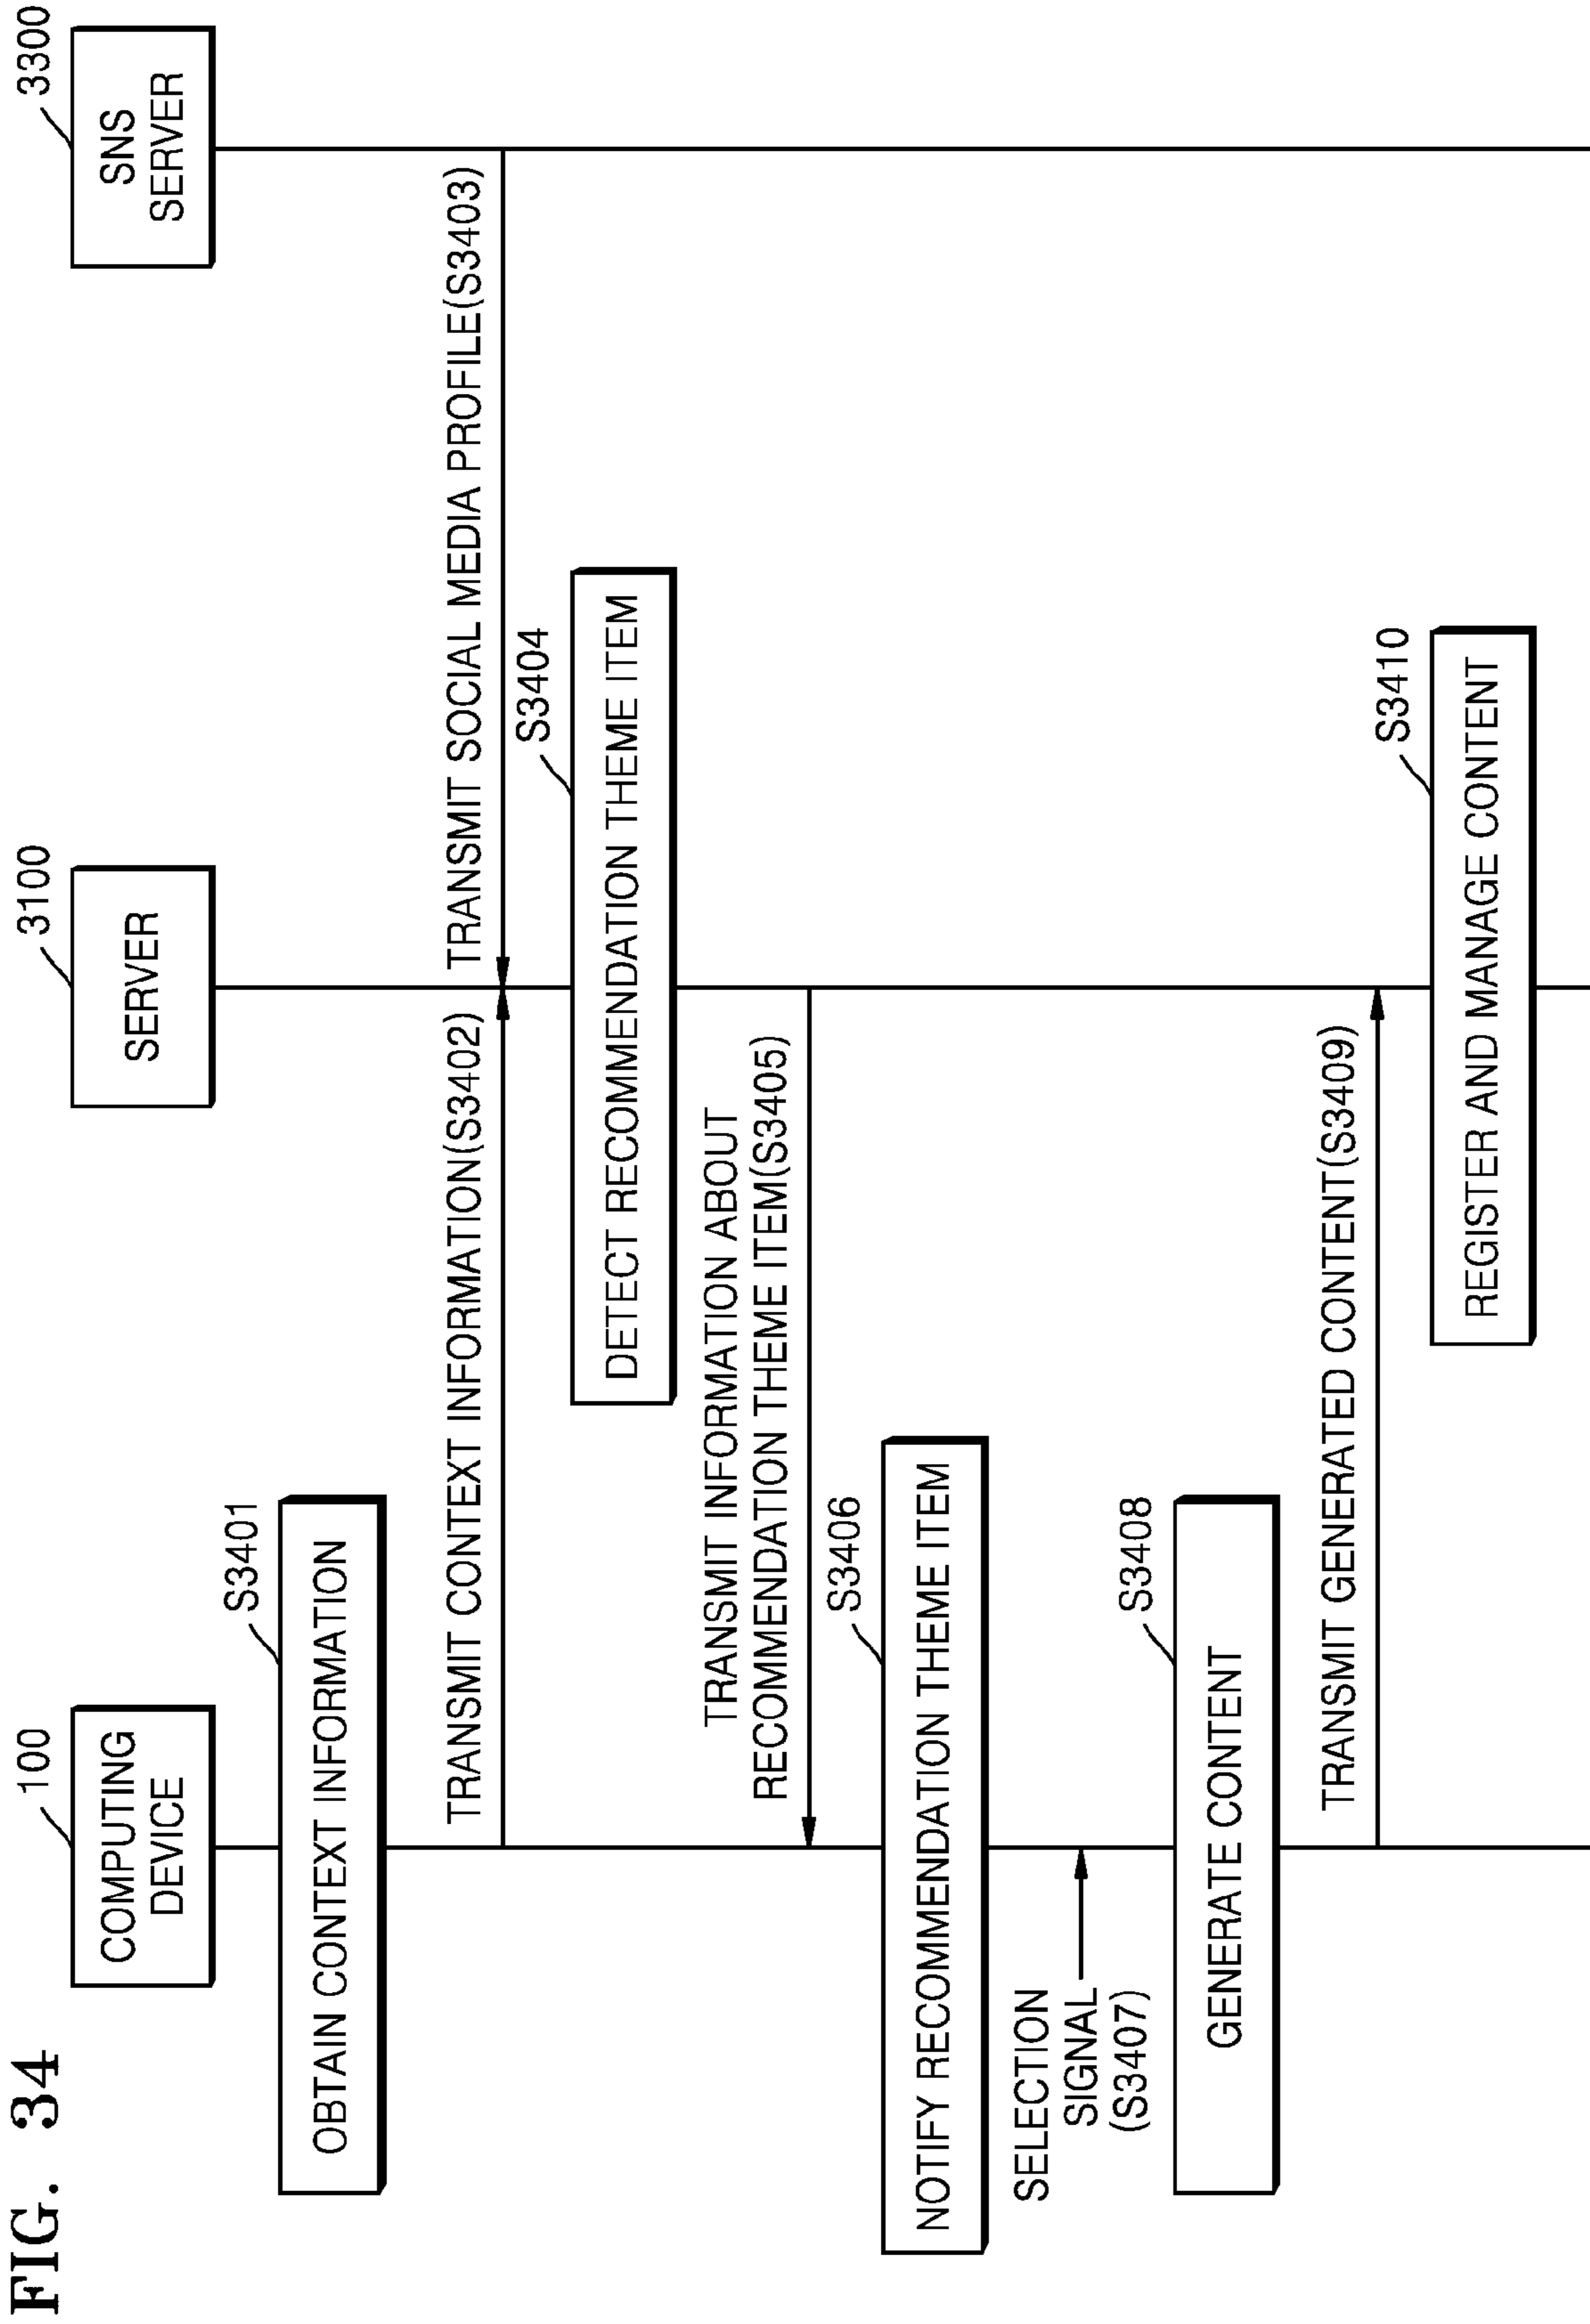 FIG. 34
100
COMPUTING
DEVICE
3100
SERVER
3300
SNS
SERVER
S3401
OBTAIN CONTEXT INFORMATION
TRANSMIT CONTEXT INFORMATION(S3402)
TRANSMIT SOCIAL MEDIA PROFILE(S3403)
S3404
DETECT RECOMMENDATION THEME ITEM
TRANSMIT INFORMATION ABOUT
RECOMMENDATION THEME ITEM(S3405)
S3406
NOTIFY RECOMMENDATION THEME ITEM
SELECTION
SIGNAL
(S3407)
S3408
GENERATE CONTENT
TRANSMIT GENERATED CONTENT(S3409)
S3410
REGISTER AND MANAGE CONTENT